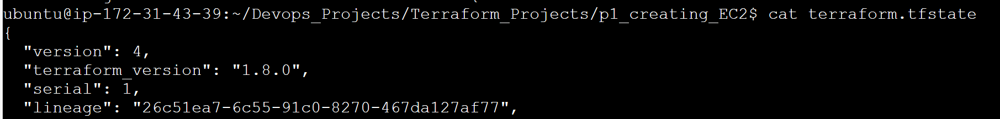 ubuntu@ip-172-31-43-39:~/Devops_Projects/Terraform_Projects/p1_creating_EC2$ cat terraform.tfstate
{
  "version": 4,
  "terraform_version": "1.8.0",
  "serial": 1,
  "lineage": "26c51ea7-6c55-91c0-8270-467da127af77",